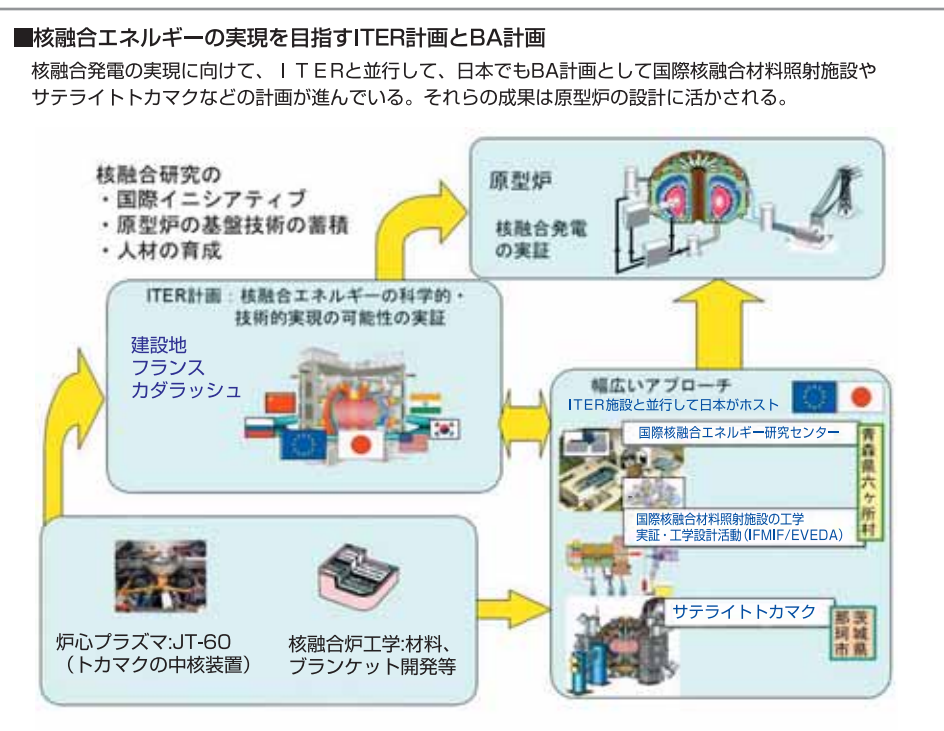 ■核融合エネルギーの実現を目指すITER計画とBA計画
核融合発電の実現に向けて、ＩＴＥＲと並行して、日本でもBA計画として国際核融合材料照射施設や
サテライトトカマクなどの計画が進んでいる。それらの成果は原型炉の設計に活かされる。
核融合研究の
・国際イニシアティブ
・原型炉の基盤技術の蓄積
・人材の育成
原型炉
核融合発電
の実証
ITER計画：核融合エネルギーの科学的・
技術的実現の可能性の実証
建設地
フランス
カダラッシュ
幅広いアプローチ
ITER施設と並行して日本がホスト
国際核融合エネルギー研究センター
青森県六ヶ所村
国際核融合材料照射施設の工学
実証・工学設計活動(IFMIF/EVEDA)
サテライトトカマク
茨城県
那珂市
炉心プラズマ:JT-60
（トカマクの中核装置）
核融合炉工学:材料、
ブランケット開発等